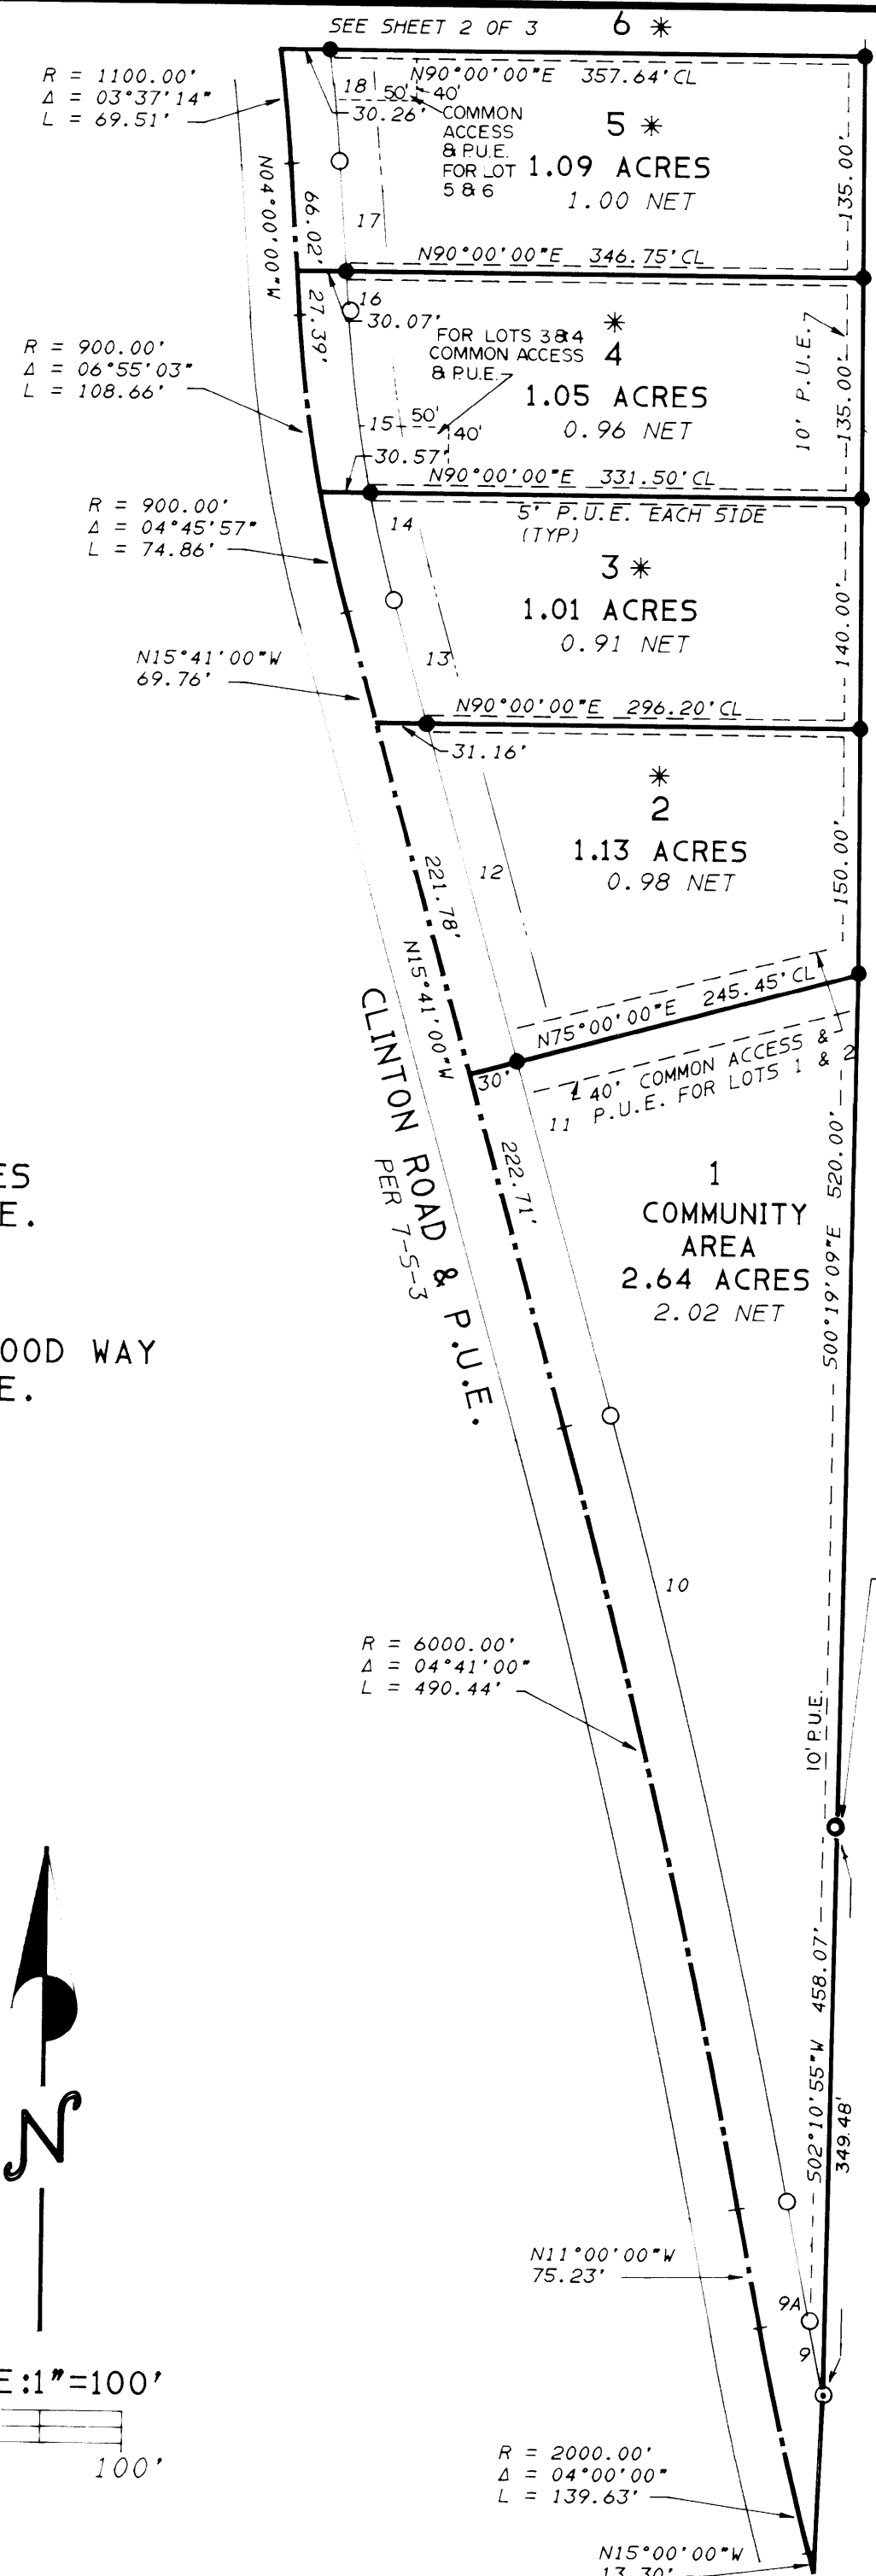 SEE SHEET 2 OF 3
6 *
R = 1100.00'
Δ = 03°37'14"
L = 69.51'
N90°00'00"E 357.64' CL
18
50'
40'
30.26'
COMMON
ACCESS
& P.U.E.
FOR LOT
5 & 6
5 *
1.09 ACRES
1.00 NET
135.00'
N04°00'00"W
66.02'
17
N90°00'00"E 346.75' CL
27.39'
16
30.07'
R = 900.00'
Δ = 06°55'03"
L = 108.66'
FOR LOTS 3&4
COMMON ACCESS
& P.U.E.
*
4
1.05 ACRES
0.96 NET
10' P.U.E.
135.00'
15
50'
40'
30.57'
N90°00'00"E 331.50' CL
R = 900.00'
Δ = 04°45'57"
L = 74.86'
14
5' P.U.E. EACH SIDE
(TYP)
3 *
1.01 ACRES
0.91 NET
140.00'
N15°41'00"W
69.76'
13
N90°00'00"E 296.20' CL
31.16'
*
2
1.13 ACRES
0.98 NET
150.00'
12
221.78'
N15°41'00"W
N75°00'00"E 245.45' CL
30'
40' COMMON ACCESS &
P.U.E. FOR LOTS 1 & 2
11
CLINTON ROAD & P.U.E.
PER 7-S-3
222.71'
1
COMMUNITY
AREA
2.64 ACRES
2.02 NET
S00°19'09"E 520.00'
ES
E.
OOD WAY
E.
10
R = 6000.00'
Δ = 04°41'00"
L = 490.44'
10' P.U.E.
S02°10'55"W 458.07'
349.48'
N
N11°00'00"W
75.23'
9A
9
E:1"=100'
100'
R = 2000.00'
Δ = 04°00'00"
L = 139.63'
N15°00'00"W
13.30'